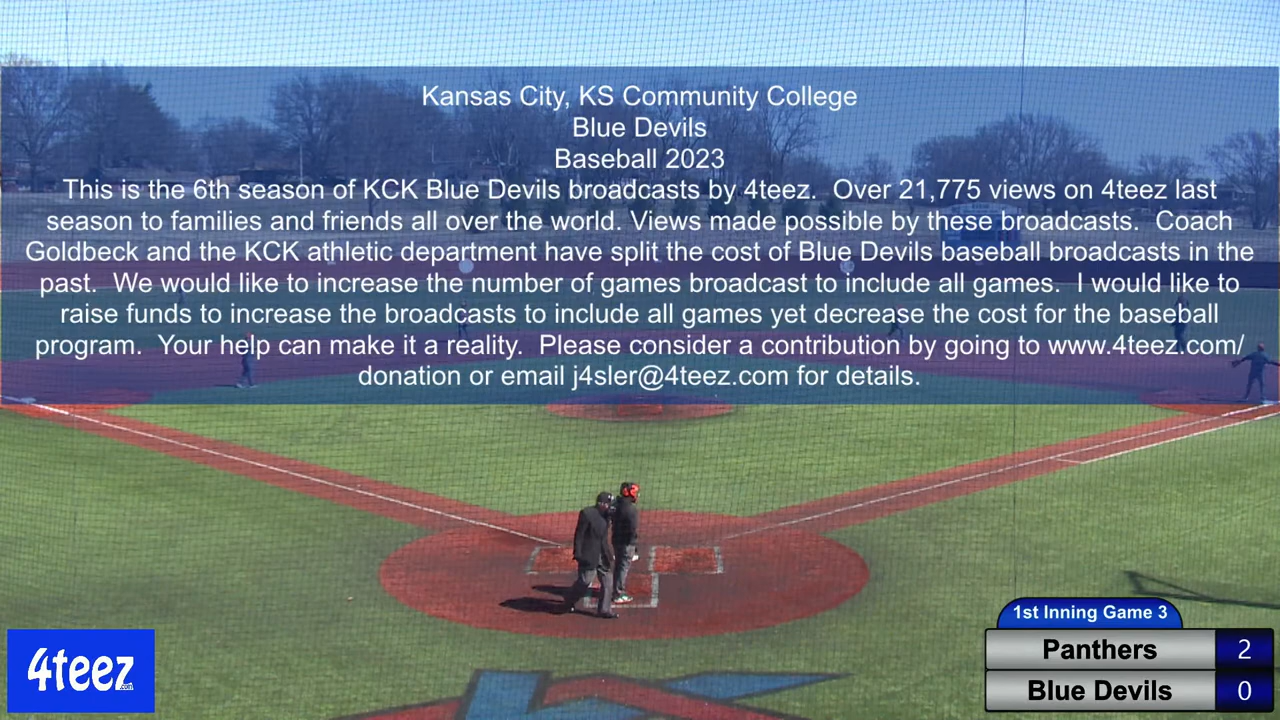 Kansas City, KS Community College
Blue Devils
Baseball 2023
This is the 6th season of KCK Blue Devils broadcasts by 4teez.  Over 21,775 views on 4teez last
season to families and friends all over the world. Views made possible by these broadcasts.  Coach
Goldbeck and the KCK athletic department have split the cost of Blue Devils baseball broadcasts in the
past.  We would like to increase the number of games broadcast to include all games.  I would like to
raise funds to increase the broadcasts to include all games yet decrease the cost for the baseball
program.  Your help can make it a reality.  Please consider a contribution by going to www.4teez.com/
donation or email j4sler@4teez.com for details.
1st Inning Game 3
Panthers 2
Blue Devils 0
4teez.com